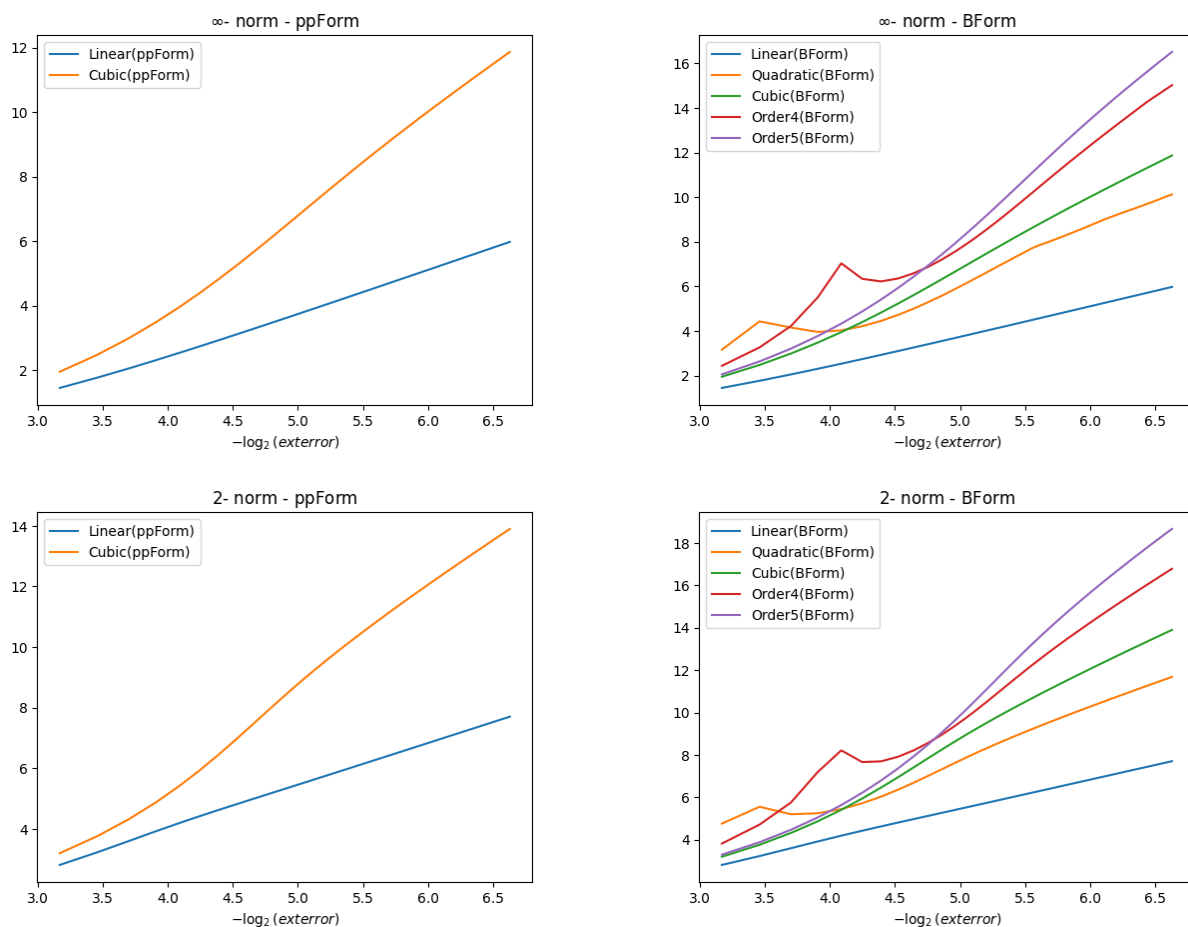 ∞- norm - ppForm
Linear(ppForm)
Cubic(ppForm)
12
10
8
6
4
2
3.0 3.5 4.0 4.5 5.0 5.5 6.0 6.5
−log₂ (exterror)
∞- norm - BForm
Linear(BForm)
Quadratic(BForm)
Cubic(BForm)
Order4(BForm)
Order5(BForm)
16
14
12
10
8
6
4
2
3.0 3.5 4.0 4.5 5.0 5.5 6.0 6.5
−log₂ (exterror)
2- norm - ppForm
Linear(ppForm)
Cubic(ppForm)
14
12
10
8
6
4
3.0 3.5 4.0 4.5 5.0 5.5 6.0 6.5
−log₂ (exterror)
2- norm - BForm
Linear(BForm)
Quadratic(BForm)
Cubic(BForm)
Order4(BForm)
Order5(BForm)
18
16
14
12
10
8
6
4
3.0 3.5 4.0 4.5 5.0 5.5 6.0 6.5
−log₂ (exterror)